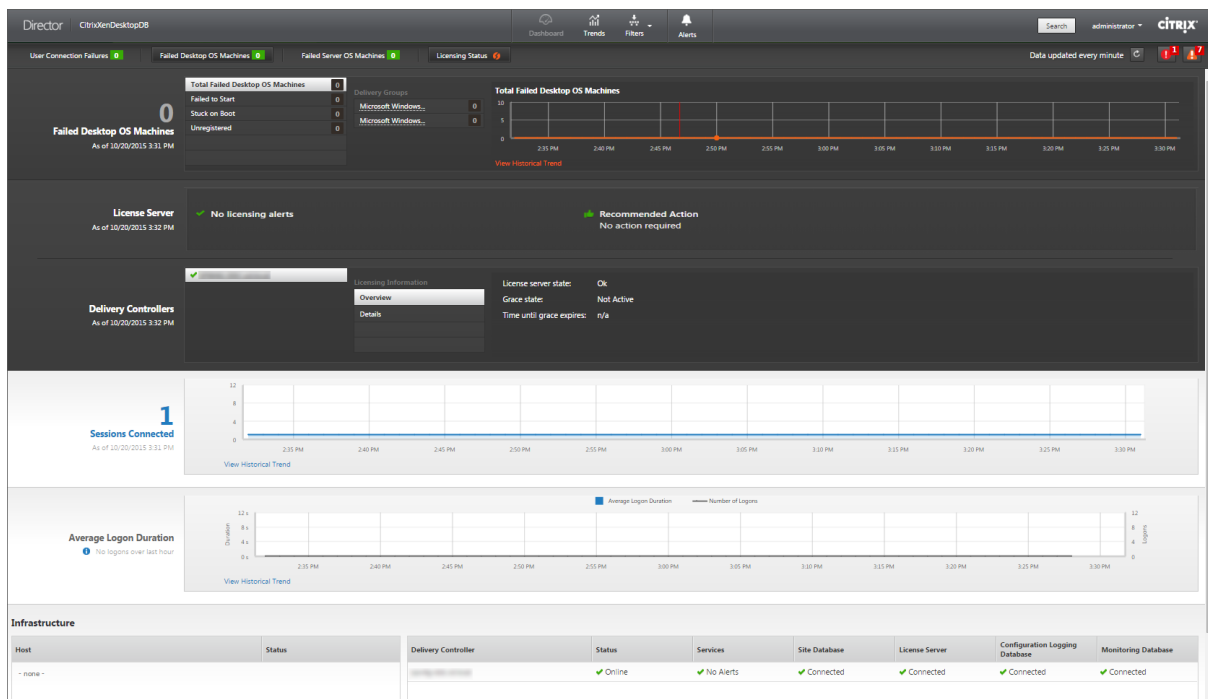 Director CitrixXenDesktopDB Dashboard Trends Filters Alerts Search administrator CITRIX
User Connection Failures 0 Failed Desktop OS Machines 0 Failed Server OS Machines 0 Licensing Status Data updated every minute 1 7
0
Failed Desktop OS Machines
As of 10/20/2015 3:31 PM
Total Failed Desktop OS Machines 0
Failed to Start 0
Stuck on Boot 0
Unregistered 0
Delivery Groups
Microsoft Windows... 0
Microsoft Windows... 0
Total Failed Desktop OS Machines
10
5
0
2:35 PM 2:40 PM 2:45 PM 2:50 PM 2:55 PM 3:00 PM 3:05 PM 3:10 PM 3:15 PM 3:20 PM 3:25 PM 3:30 PM
View Historical Trend
License Server
As of 10/20/2015 3:32 PM
No licensing alerts
Recommended Action
No action required
Delivery Controllers
As of 10/20/2015 3:32 PM
Licensing Information
Overview
Details
License server state: Ok
Grace state: Not Active
Time until grace expires: n/a
1
Sessions Connected
As of 10/20/2015 3:31 PM
12
8
4
0
2:35 PM 2:40 PM 2:45 PM 2:50 PM 2:55 PM 3:00 PM 3:05 PM 3:10 PM 3:15 PM 3:20 PM 3:25 PM 3:30 PM
View Historical Trend
Average Logon Duration
No logons over last hour
Average Logon Duration Number of Logons
Duration
12 s
8 s
4 s
0 s
12
8
4
0
Logons
2:35 PM 2:40 PM 2:45 PM 2:50 PM 2:55 PM 3:00 PM 3:05 PM 3:10 PM 3:15 PM 3:20 PM 3:25 PM 3:30 PM
View Historical Trend
Infrastructure
Host Status
- none -
Delivery Controller Status Services Site Database License Server Configuration Logging Database Monitoring Database
Online No Alerts Connected Connected Connected Connected